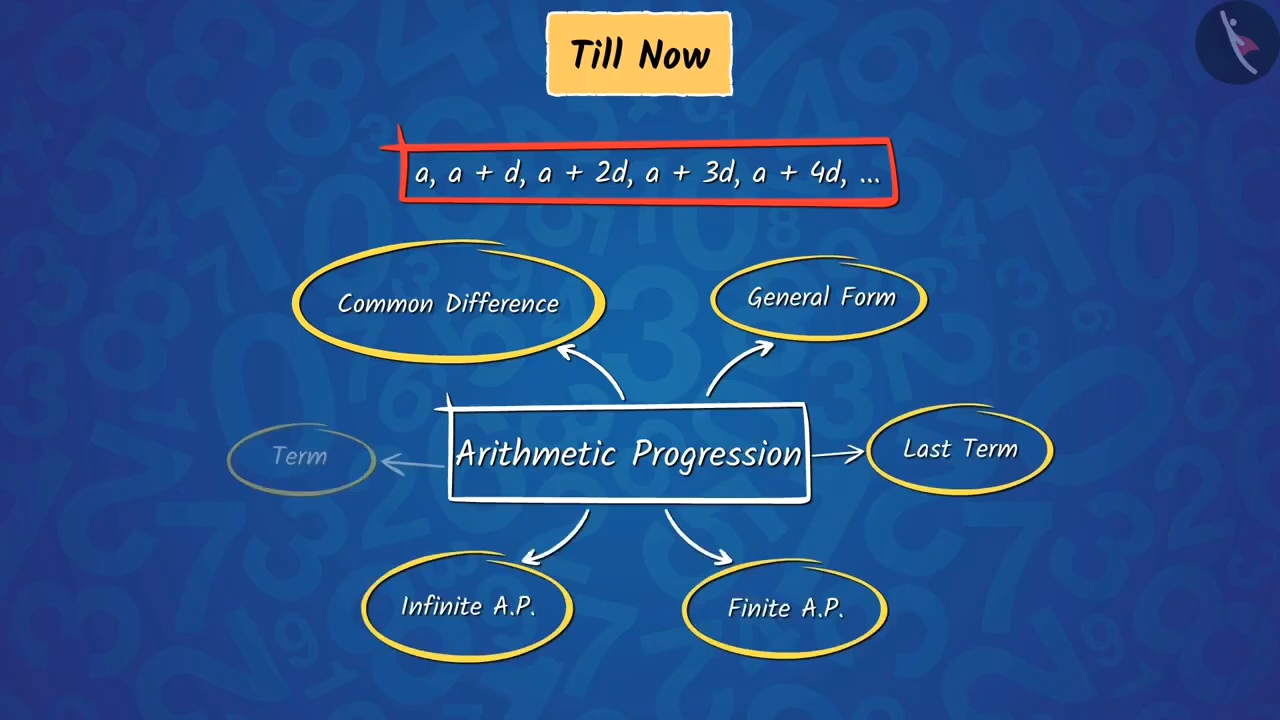 Till Now
a, a + d, a + 2d, a + 3d, a + 4d, ...
Common Difference
General Form
Term
Arithmetic Progression
Last Term
Infinite A.P.
Finite A.P.